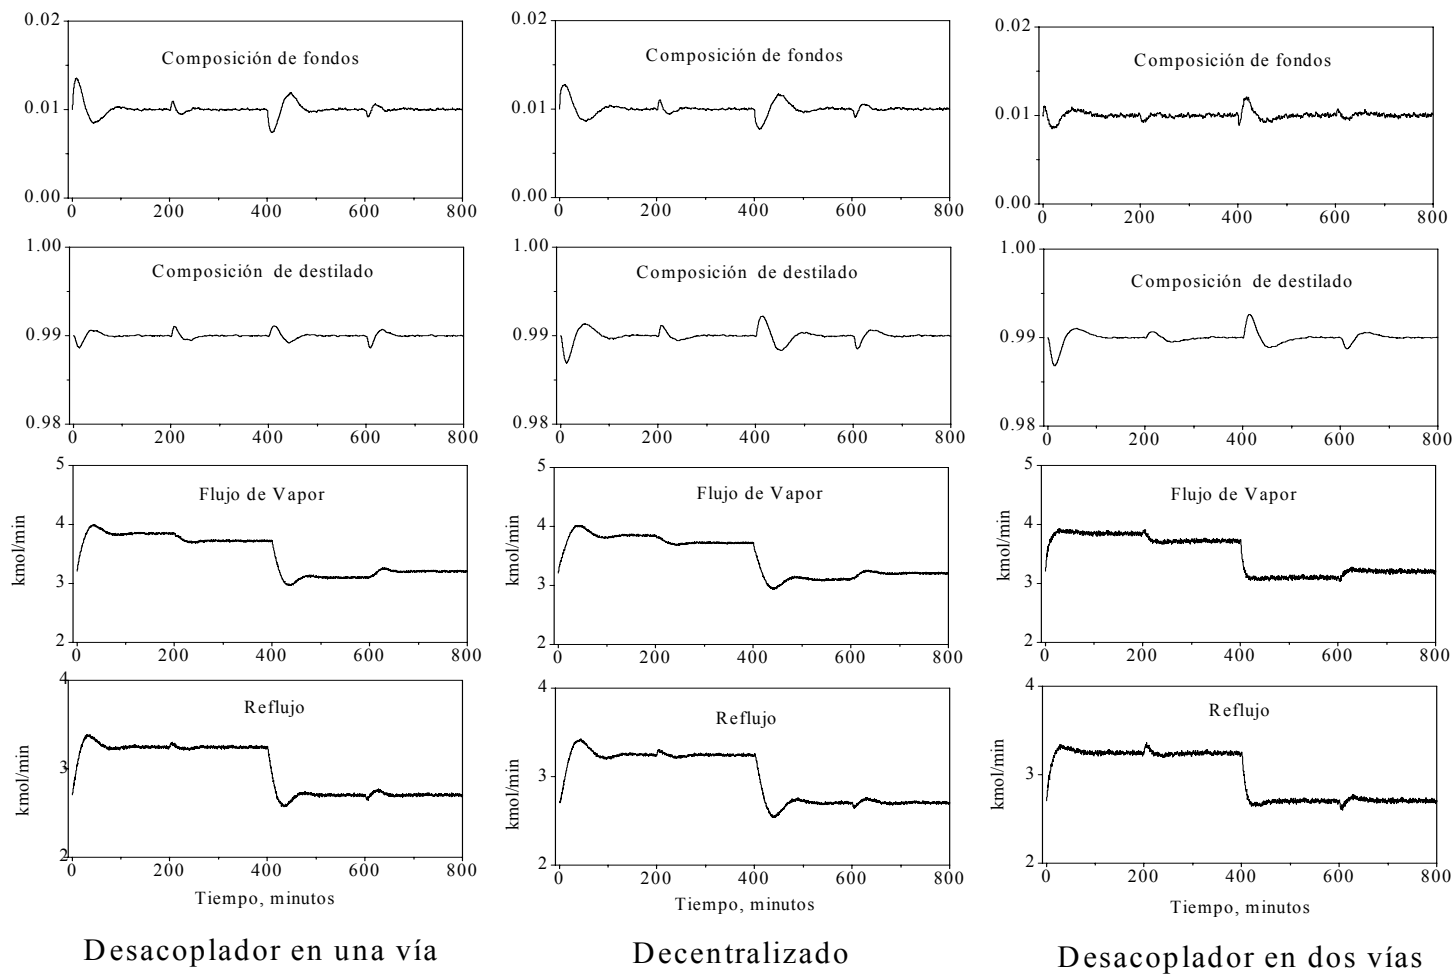 0.02
Composición de fondos
0.01
0.00
0 200 400 600 800
1.00
Composición de destilado
0.99
0.98
0 200 400 600 800
5
Flujo de Vapor
4
kmol/min
3
2
0 200 400 600 800
4
Reflujo
3
kmol/min
2
0 200 400 600 800
Tiempo, minutos
Desacoplador en una vía
0.02
Composición de fondos
0.01
0.00
0 200 400 600 800
1.00
Composición de destilado
0.99
0.98
0 200 400 600 800
5
Flujo de Vapor
4
kmol/min
3
2
0 200 400 600 800
4
Reflujo
3
kmol/min
2
0 200 400 600 800
Tiempo, minutos
Decentralizado
0.02
Composición de fondos
0.01
0.00
0 200 400 600 800
1.00
Composición de destilado
0.99
0.98
0 200 400 600 800
5
Flujo de Vapor
4
kmol/min
3
2
0 200 400 600 800
4
Reflujo
3
kmol/min
2
0 200 400 600 800
Tiempo, minutos
Desacoplador en dos vías